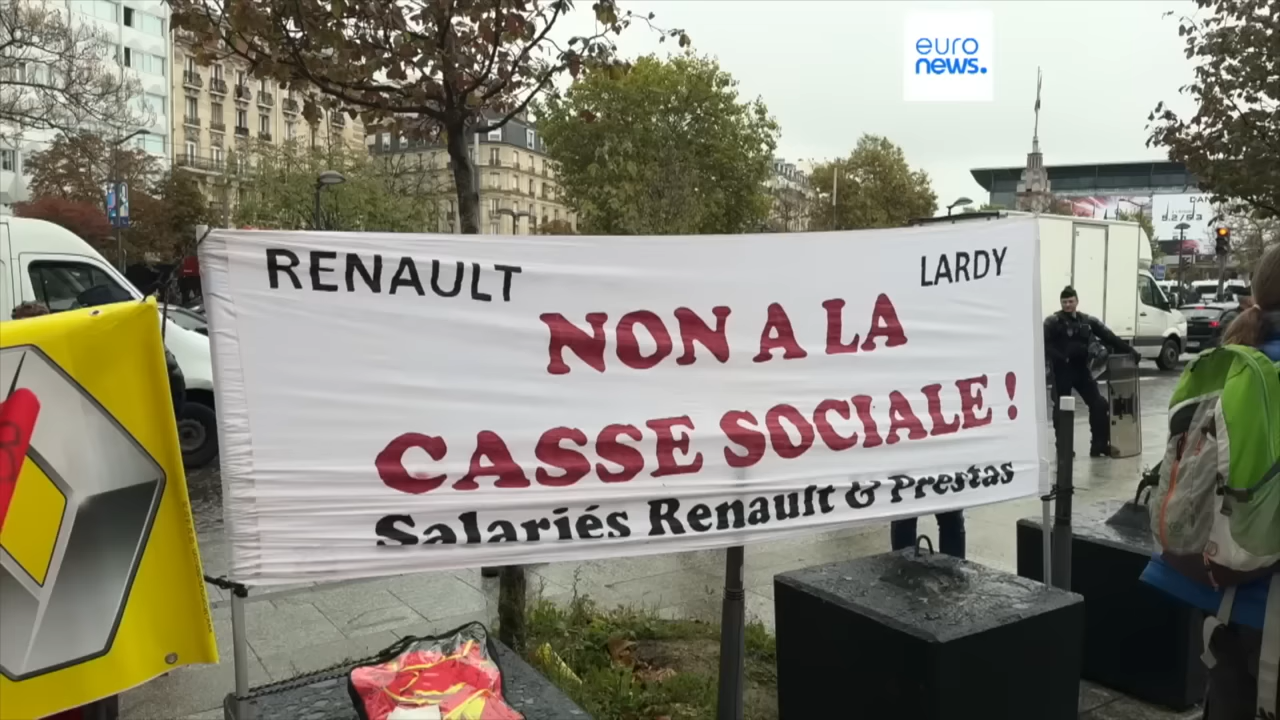 euro
news.
RENAULT LARDY
NON A LA
CASSE SOCIALE !
Salariés Renault & Prestas